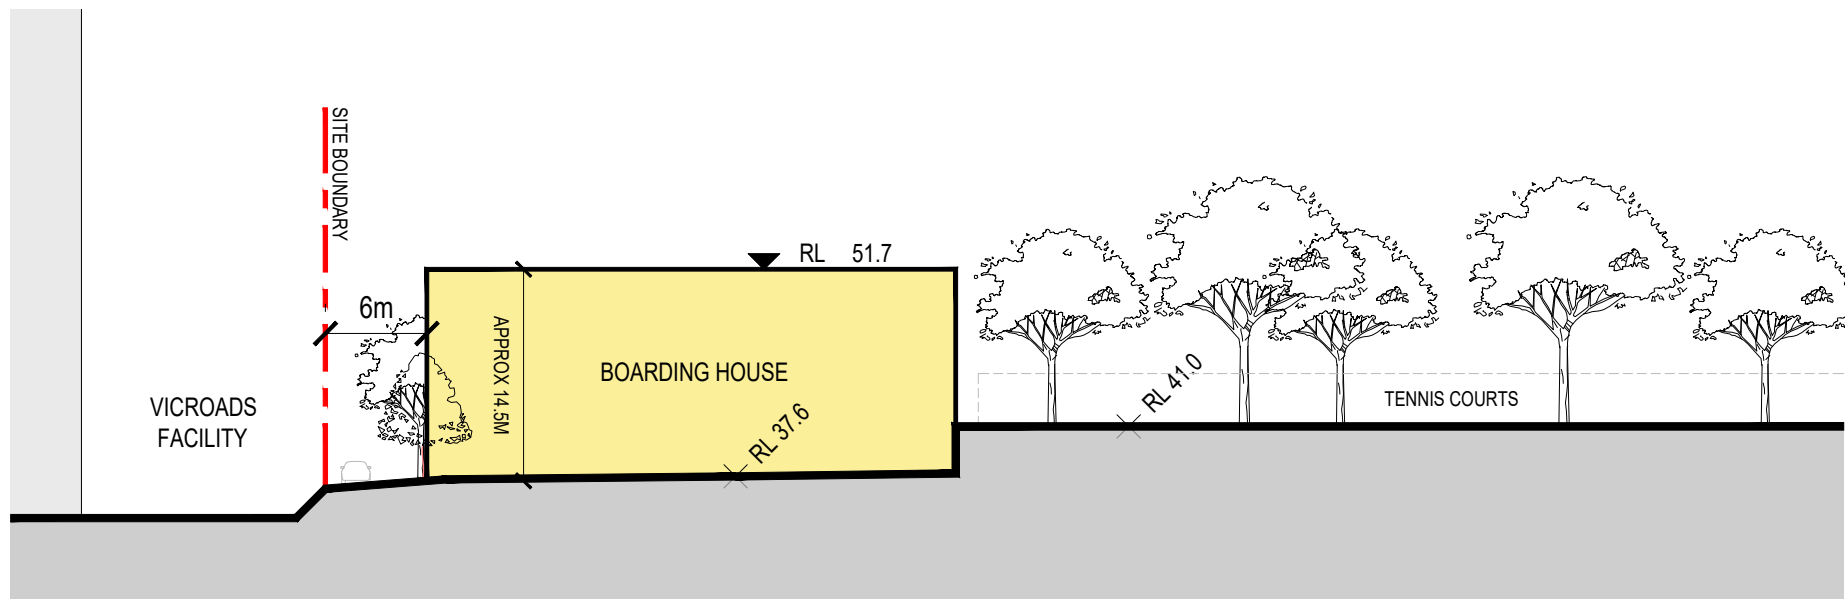 SITE BOUNDARY
RL 51.7
6m
APPROX 14.5M
BOARDING HOUSE
RL 37.6
RL 41.0
TENNIS COURTS
VICROADS
FACILITY